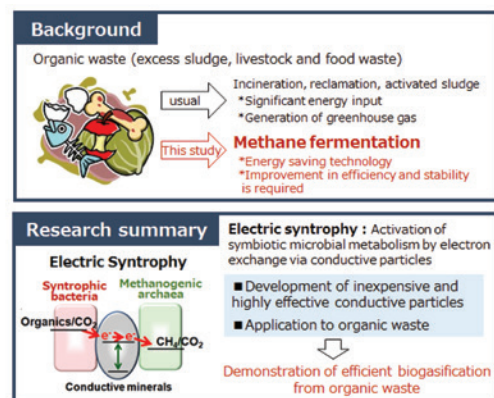 Background
Organic waste (excess sludge, livestock and food waste)
usual
Incineration, reclamation, activated sludge
*Significant energy input
*Generation of greenhouse gas
This study
Methane fermentation
*Energy saving technology
*Improvement in efficiency and stability
is required
Research summary
Electric Syntrophy
Syntrophic
bacteria
Methanogenic
archaea
Organics/CO₂
e⁻
e⁻
CH₄/CO₂
Conductive minerals
Electric syntrophy : Activation of
symbiotic microbial metabolism by electron
exchange via conductive particles
■Development of inexpensive and
highly effective conductive particles
■Application to organic waste
Demonstration of efficient biogasification
from organic waste